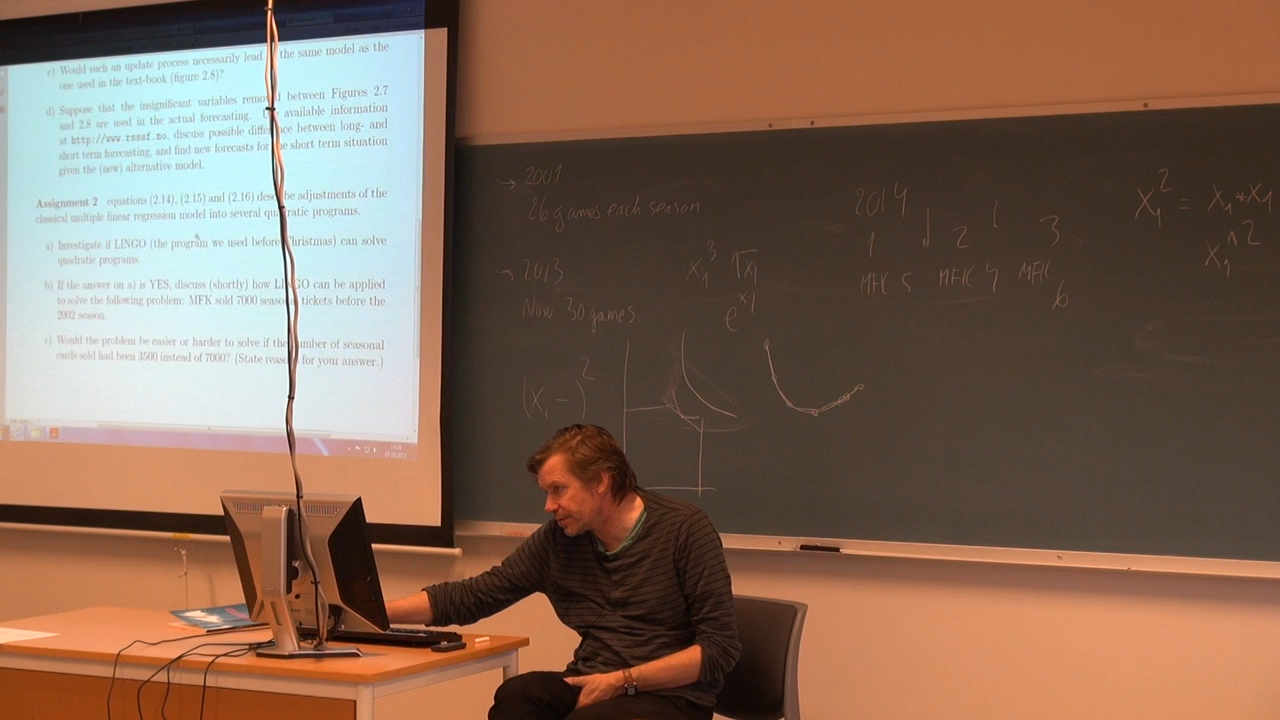 c) Would such an update process necessarily lead the same model as the
one used in the text-book (figure 2.8)?
d) Suppose that the insignificant variables removed between Figures 2.7
and 2.8 are used in the actual forecasting. available information
at http://www.rsssf.no, discuss possible difference between long- and
short term forecasting, and find new forecasts for the short term situation
given the (new) alternative model.
Assignment 2 equations (2.14), (2.15) and (2.16) describe adjustments of the
classical multiple linear regression model into several quadratic programs.
a) Investigate if LINGO (the program we used before Christmas) can solve
quadratic programs.
b) If the answer on a) is YES, discuss (shortly) how LINGO can be applied
to solve the following problem: MFK sold 7000 season tickets before the
2002 season.
c) Would the problem be easier or harder to solve if the number of seasonal
cards sold had been 3500 instead of 7000? (State reason for your answer.)
→ 2001
26 games each season
→ 2013
Now 30 games
(x₁ - )²
x₁³ √x₁
e^x₁
2014
1 2 3
MFK 5 MFK 4 MFK
6
x₁² = x₁*x₁
x₁^2